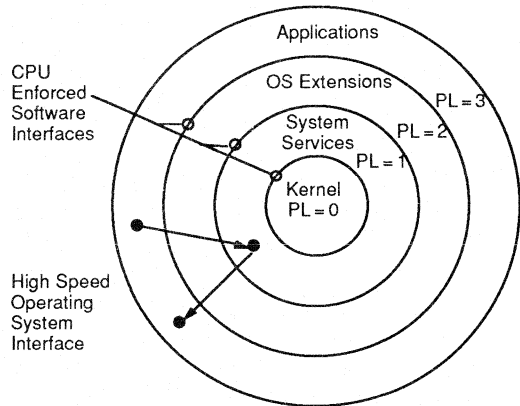 Applications
CPU
Enforced
Software
Interfaces
OS Extensions
PL = 3
System
Services
PL = 2
PL = 1
Kernel
PL = 0
High Speed
Operating
System
Interface